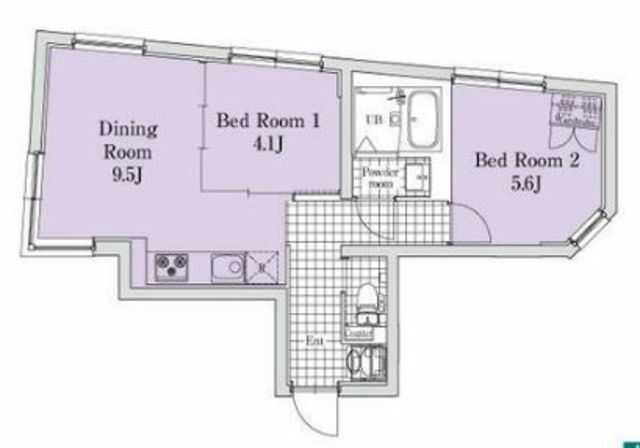 Dining
Room
9.5J
Bed Room 1
4.1J
UB
Powder
room
Bed Room 2
5.6J
Wardrobe
R
Counter
Ent